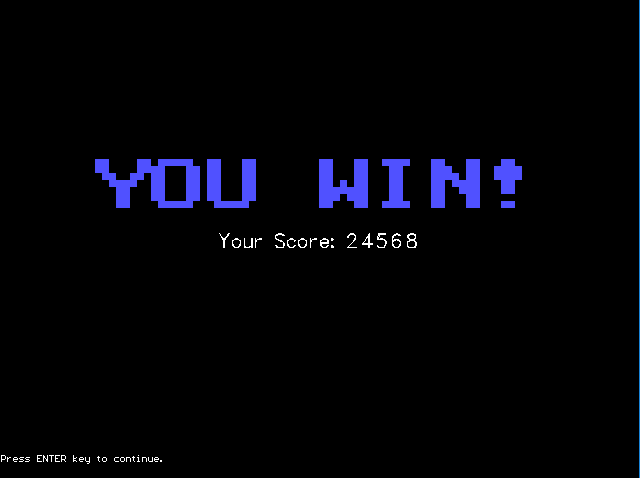 YOU WIN!
Your Score: 24568
Press ENTER key to continue.